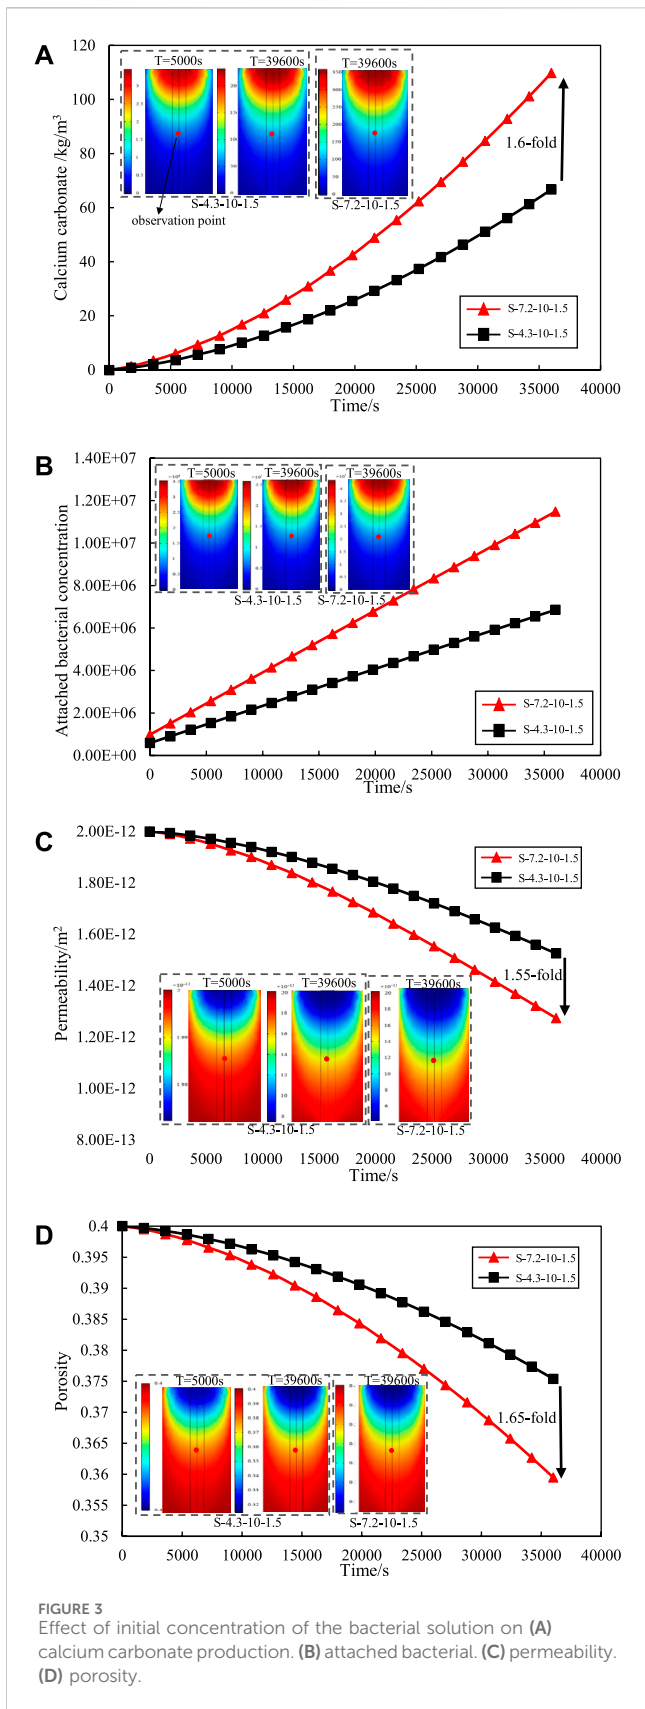 A
120
100
80
60
40
20
0
Calcium carbonate /kg/m³
T=5000s
T=39600s
T=39600s
observation point
S-4.3-10-1.5
S-7.2-10-1.5
1.6-fold
S-7.2-10-1.5
S-4.3-10-1.5
0 5000 10000 15000 20000 25000 30000 35000 40000
Time/s
B
1.40E+07
1.20E+07
1.00E+07
8.00E+06
6.00E+06
4.00E+06
2.00E+06
0.00E+00
Attached bacterial concentration
T=5000s
T=39600s
T=39600s
S-4.3-10-1.5
S-7.2-10-1.5
S-7.2-10-1.5
S-4.3-10-1.5
0 5000 10000 15000 20000 25000 30000 35000 40000
Time/s
C
2.00E-12
1.80E-12
1.60E-12
1.40E-12
1.20E-12
1.00E-12
8.00E-13
Permeability/m²
S-7.2-10-1.5
S-4.3-10-1.5
1.55-fold
T=5000s
T=39600s
T=39600s
S-4.3-10-1.5
S-7.2-10-1.5
0 5000 10000 15000 20000 25000 30000 35000 40000
Time/s
D
0.4
0.395
0.39
0.385
0.38
0.375
0.37
0.365
0.36
0.355
0.35
Porosity
S-7.2-10-1.5
S-4.3-10-1.5
1.65-fold
T=5000s
T=39600s
T=39600s
S-4.3-10-1.5
S-7.2-10-1.5
0 5000 10000 15000 20000 25000 30000 35000 40000
Time/s
FIGURE 3
Effect of initial concentration of the bacterial solution on (A)
calcium carbonate production. (B) attached bacterial. (C) permeability.
(D) porosity.